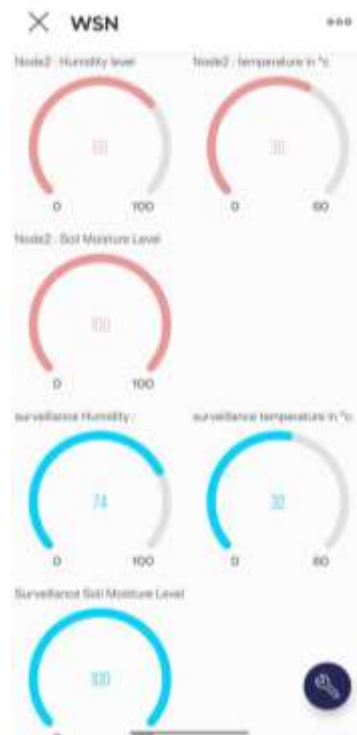 WSN
Node2 : Humidity level
Node2 : temperature in °c
0 100
0 60
Node2 : Soil Moisture Level
100
0 100
surveillance Humidity :
surveillance temperature in °c
74
32
0 100
0 60
Surveillance Soil Moisture Level
100